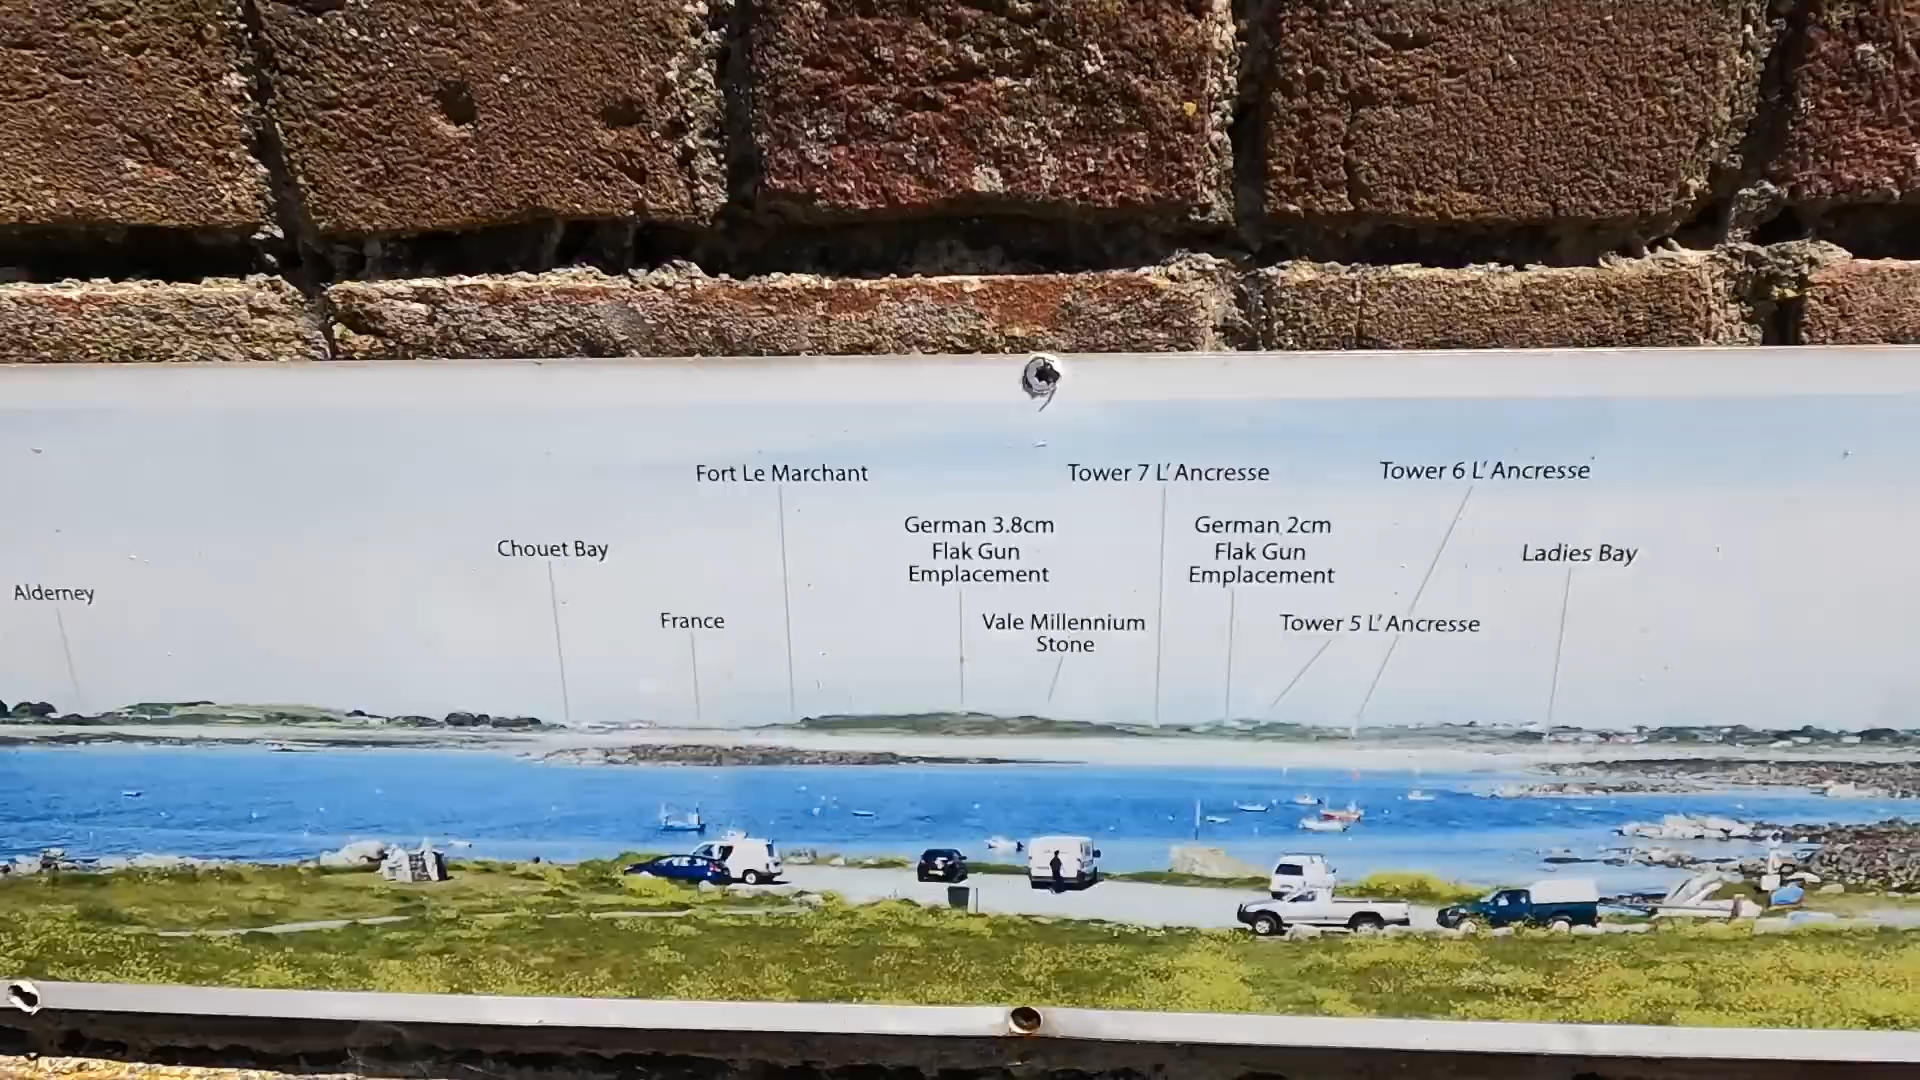 Alderney
Chouet Bay
France
Fort Le Marchant
German 3.8cm
Flak Gun
Emplacement
Vale Millennium
Stone
Tower 7 L' Ancresse
German 2cm
Flak Gun
Emplacement
Tower 5 L' Ancresse
Tower 6 L' Ancresse
Ladies Bay